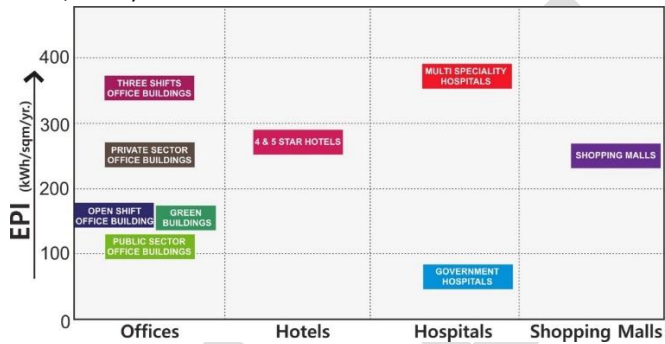 400
300
200
100
0
EPI (kWh/sqm/yr.)
THREE SHIFTS
OFFICE BUILDINGS
PRIVATE SECTOR
OFFICE BUILDINGS
OPEN SHIFT
OFFICE BUILDING
GREEN
BUILDINGS
PUBLIC SECTOR
OFFICE BUILDINGS
4 & 5 STAR HOTELS
MULTI SPECIALITY
HOSPITALS
GOVERNMENT
HOSPITALS
SHOPPING MALLS
Offices
Hotels
Hospitals
Shopping Malls